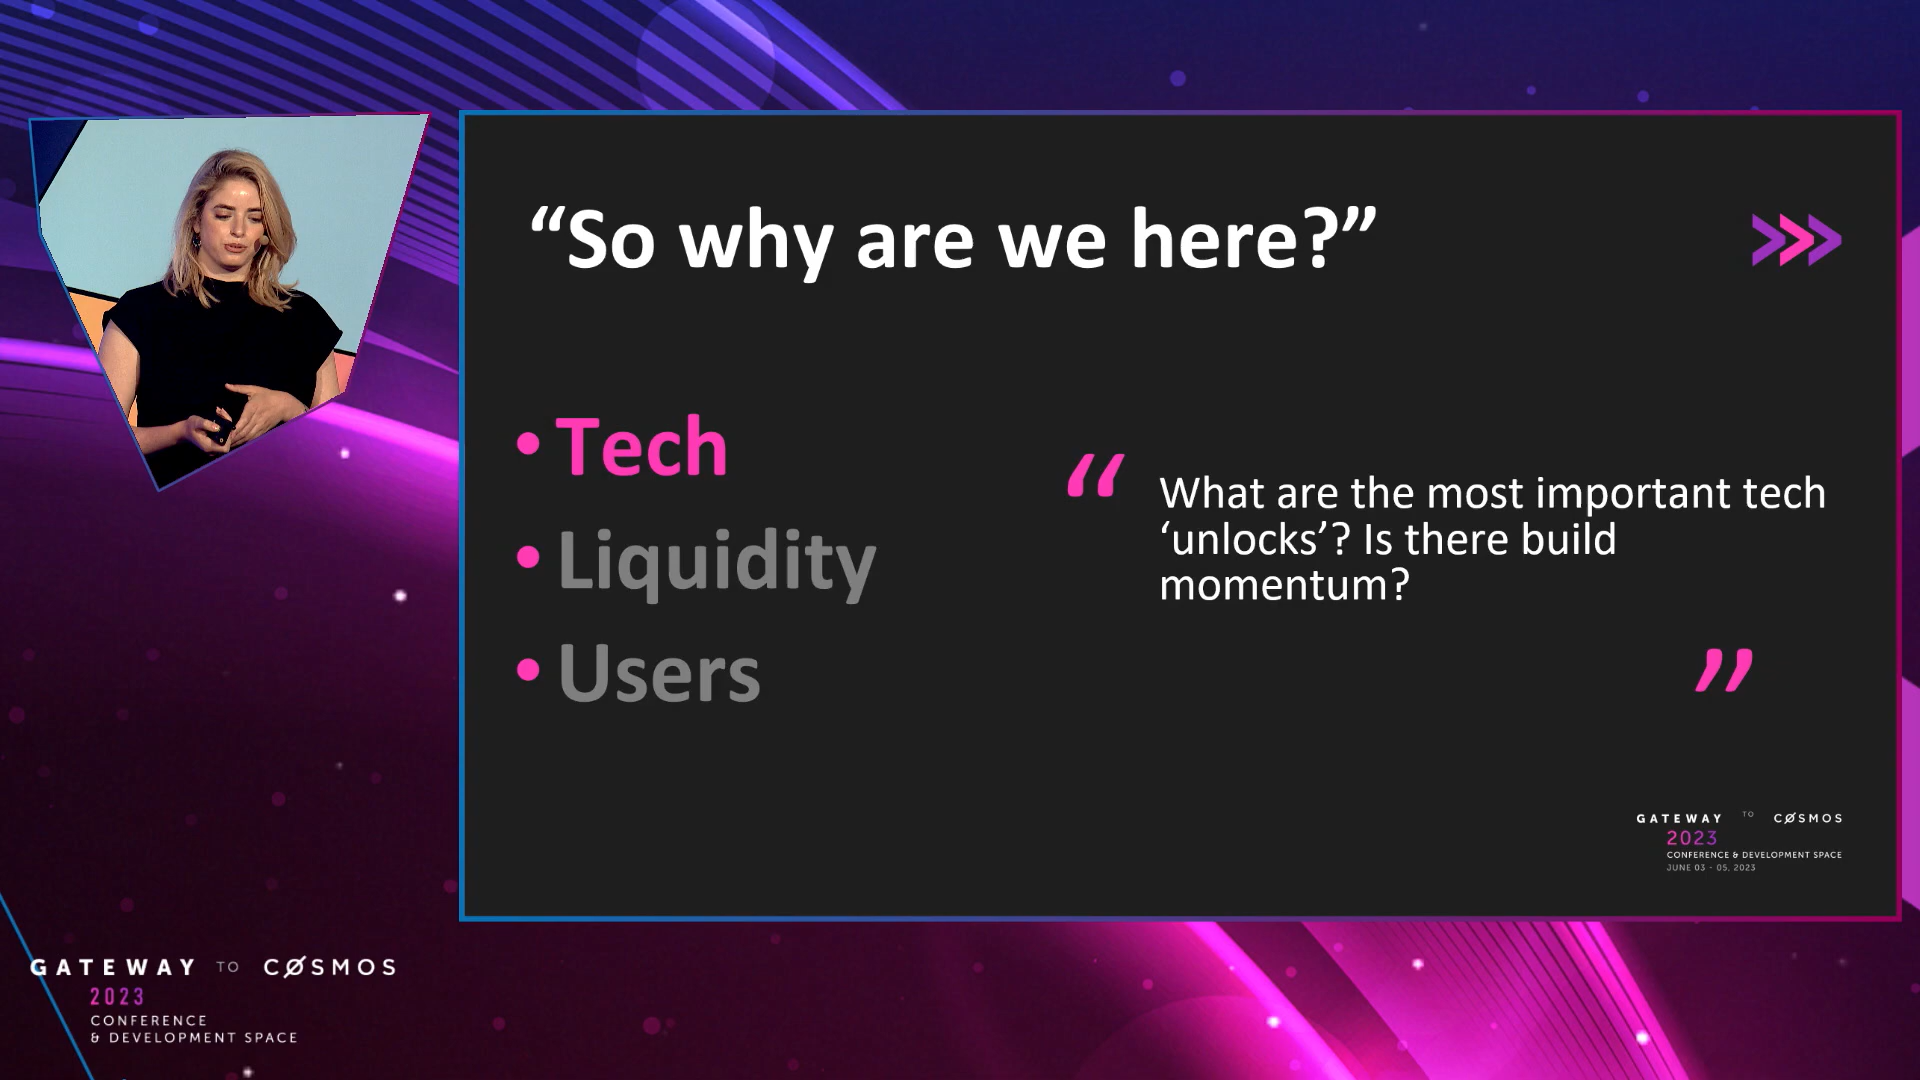 “So why are we here?”
• Tech
• Liquidity
• Users
“
What are the most important tech
‘unlocks’? Is there build
momentum?
”
GATEWAY TO CØSMOS
2023
CONFERENCE & DEVELOPMENT SPACE
JUNE 03 - 05, 2023
GATEWAY TO CØSMOS
2023
CONFERENCE
& DEVELOPMENT SPACE